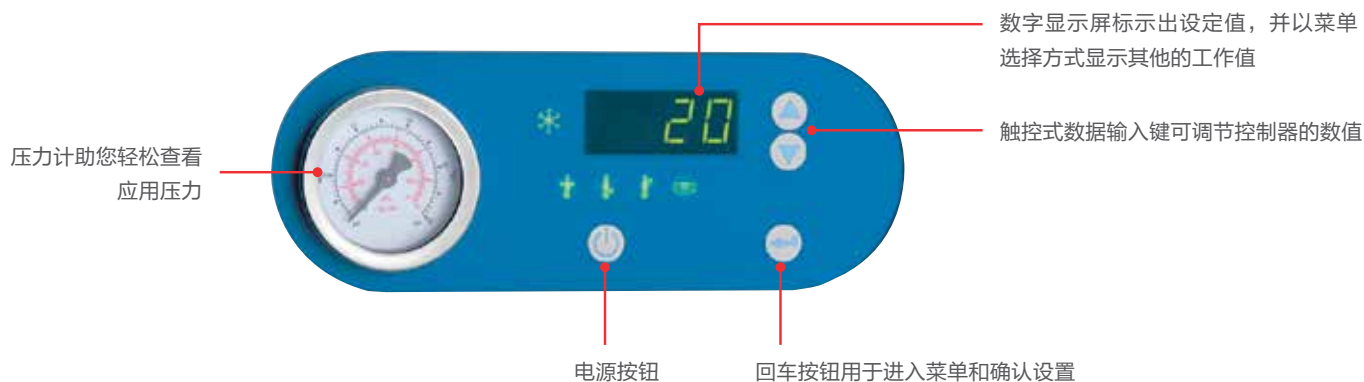 数字显示屏标示出设定值，并以菜单
选择方式显示其他的工作值
20
触控式数据输入键可调节控制器的数值
压力计助您轻松查看
应用压力
电源按钮
回车按钮用于进入菜单和确认设置